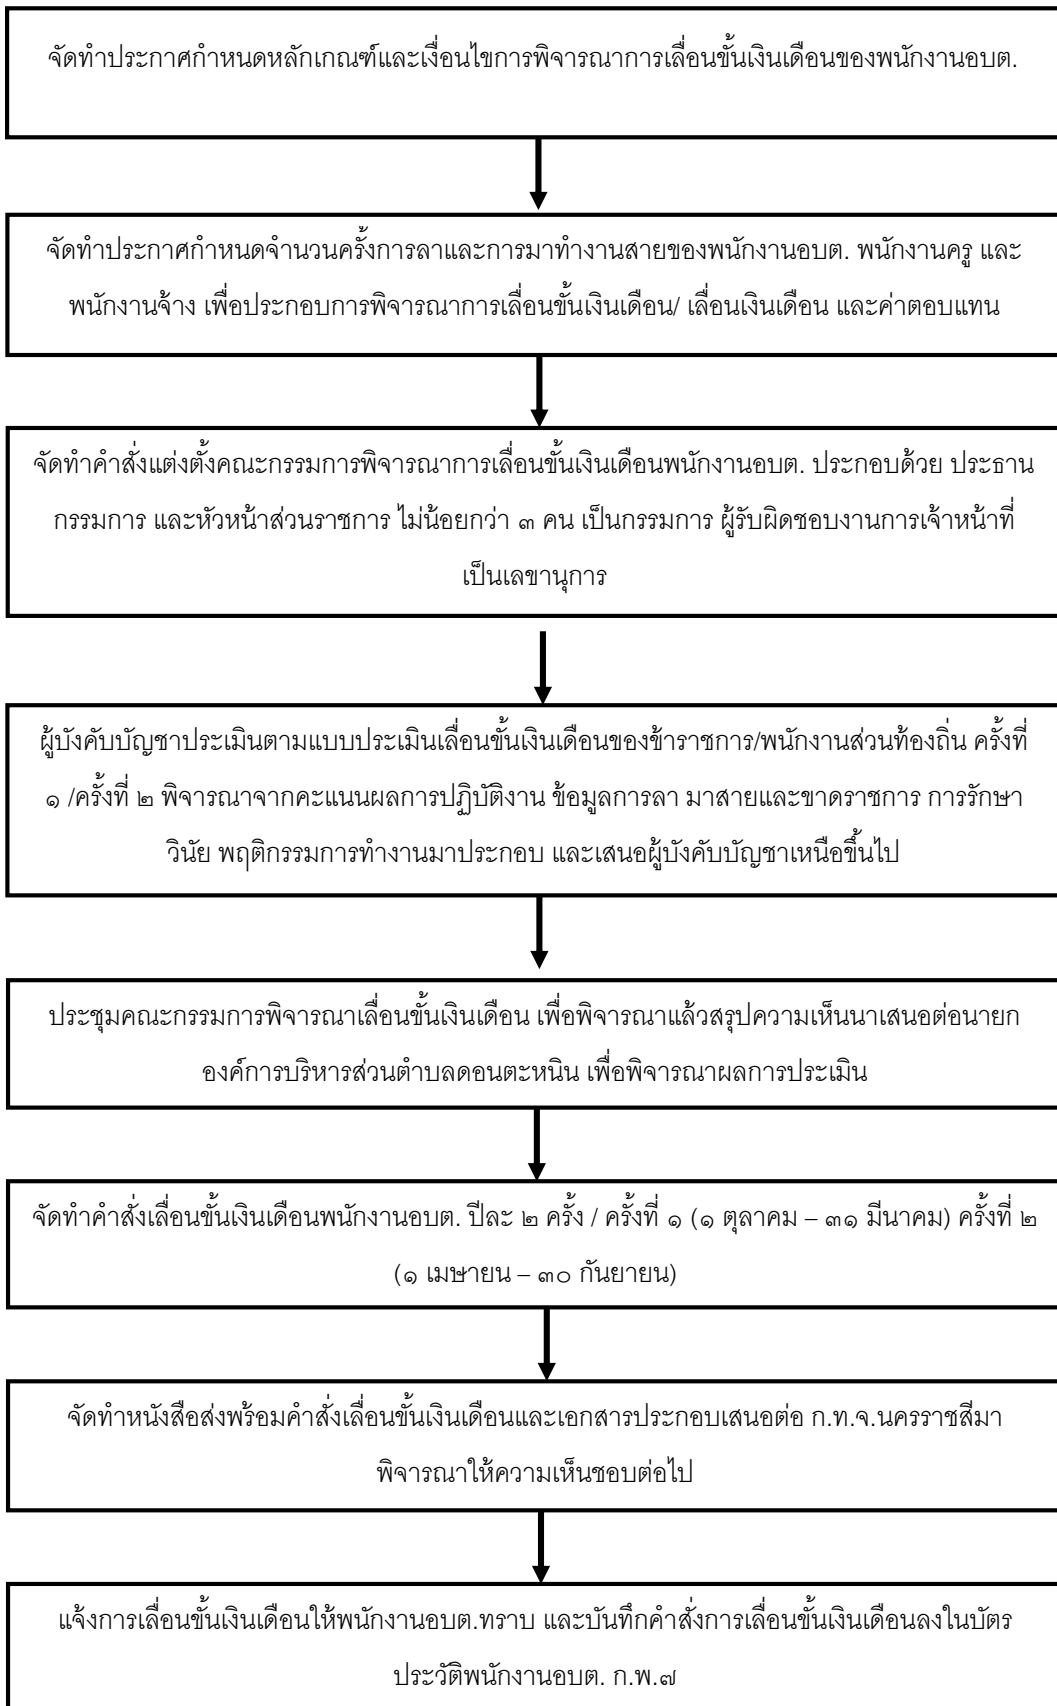 จัดทำประกาศกำหนดหลักเกณฑ์และเงื่อนไขการพิจารณาการเลื่อนขั้นเงินเดือนของพนักงานอบต.
จัดทำประกาศกำหนดจำนวนครั้งการลาและการมาทำงานสายของพนักงานอบต. พนักงานครู และ
พนักงานจ้าง เพื่อประกอบการพิจารณาการเลื่อนขั้นเงินเดือน/ เลื่อนเงินเดือน และค่าตอบแทน
จัดทำคำสั่งแต่งตั้งคณะกรรมการพิจารณาการเลื่อนขั้นเงินเดือนพนักงานอบต. ประกอบด้วย ประธาน
กรรมการ และหัวหน้าส่วนราชการ ไม่น้อยกว่า ๓ คน เป็นกรรมการ ผู้รับผิดชอบงานการเจ้าหน้าที่
เป็นเลขานุการ
ผู้บังคับบัญชาประเมินตามแบบประเมินเลื่อนขั้นเงินเดือนของข้าราชการ/พนักงานส่วนท้องถิ่น ครั้งที่
๑ /ครั้งที่ ๒ พิจารณาจากคะแนนผลการปฏิบัติงาน ข้อมูลการลา มาสายและขาดราชการ การรักษา
วินัย พฤติกรรมการทำงานมาประกอบ และเสนอผู้บังคับบัญชาเหนือขึ้นไป
ประชุมคณะกรรมการพิจารณาเลื่อนขั้นเงินเดือน เพื่อพิจารณาแล้วสรุปความเห็นนาเสนอต่อนายก
องค์การบริหารส่วนตำบลดอนตะหนิน เพื่อพิจารณาผลการประเมิน
จัดทำคำสั่งเลื่อนขั้นเงินเดือนพนักงานอบต. ปีละ ๒ ครั้ง / ครั้งที่ ๑ (๑ ตุลาคม – ๓๑ มีนาคม) ครั้งที่ ๒
(๑ เมษายน – ๓๐ กันยายน)
จัดทำหนังสือส่งพร้อมคำสั่งเลื่อนขั้นเงินเดือนและเอกสารประกอบเสนอต่อ ก.ท.จ.นครราชสีมา
พิจารณาให้ความเห็นชอบต่อไป
แจ้งการเลื่อนขั้นเงินเดือนให้พนักงานอบต.ทราบ และบันทึกคำสั่งการเลื่อนขั้นเงินเดือนลงในบัตร
ประวัติพนักงานอบต. ก.พ.๗